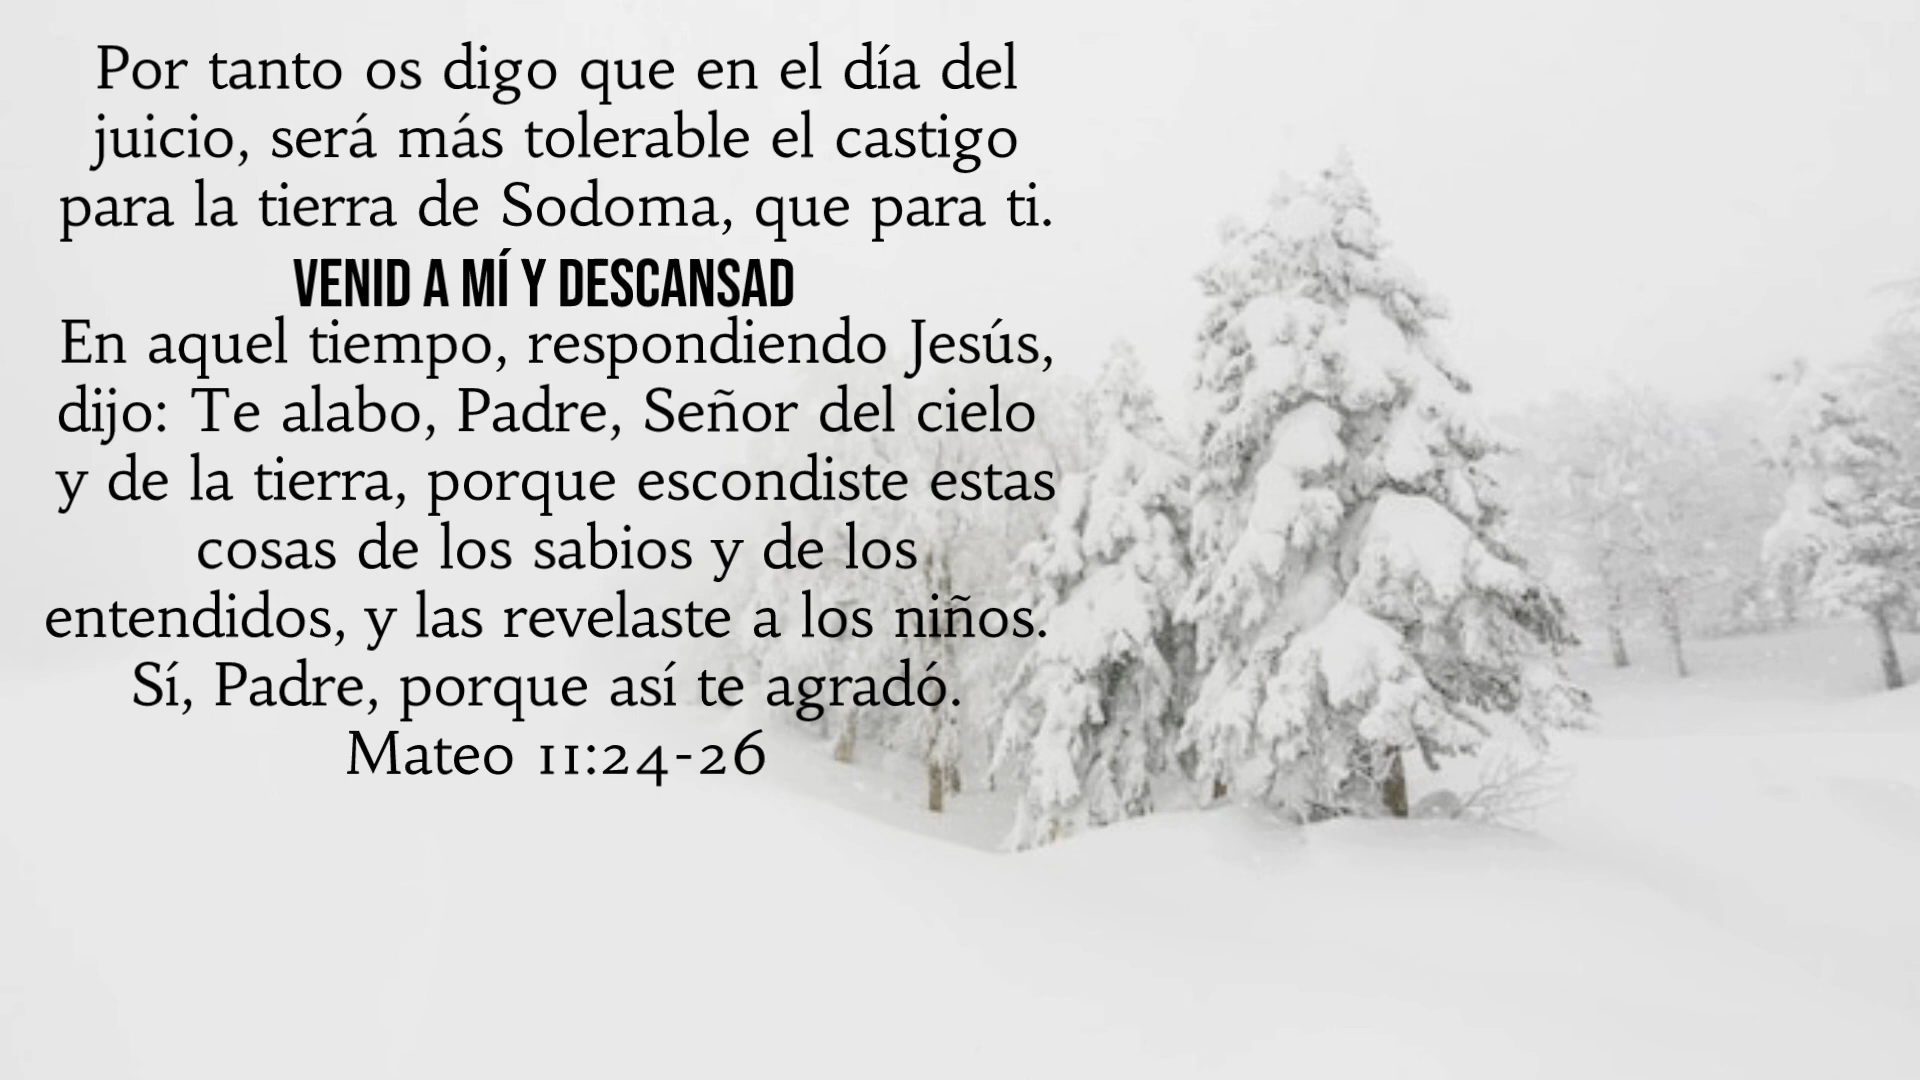 Por tanto os digo que en el día del
juicio, será más tolerable el castigo
para la tierra de Sodoma, que para ti.
VENID A MÍ Y DESCANSAD
En aquel tiempo, respondiendo Jesús,
dijo: Te alabo, Padre, Señor del cielo
y de la tierra, porque escondiste estas
cosas de los sabios y de los
entendidos, y las revelaste a los niños.
Sí, Padre, porque así te agradó.
Mateo 11:24-26